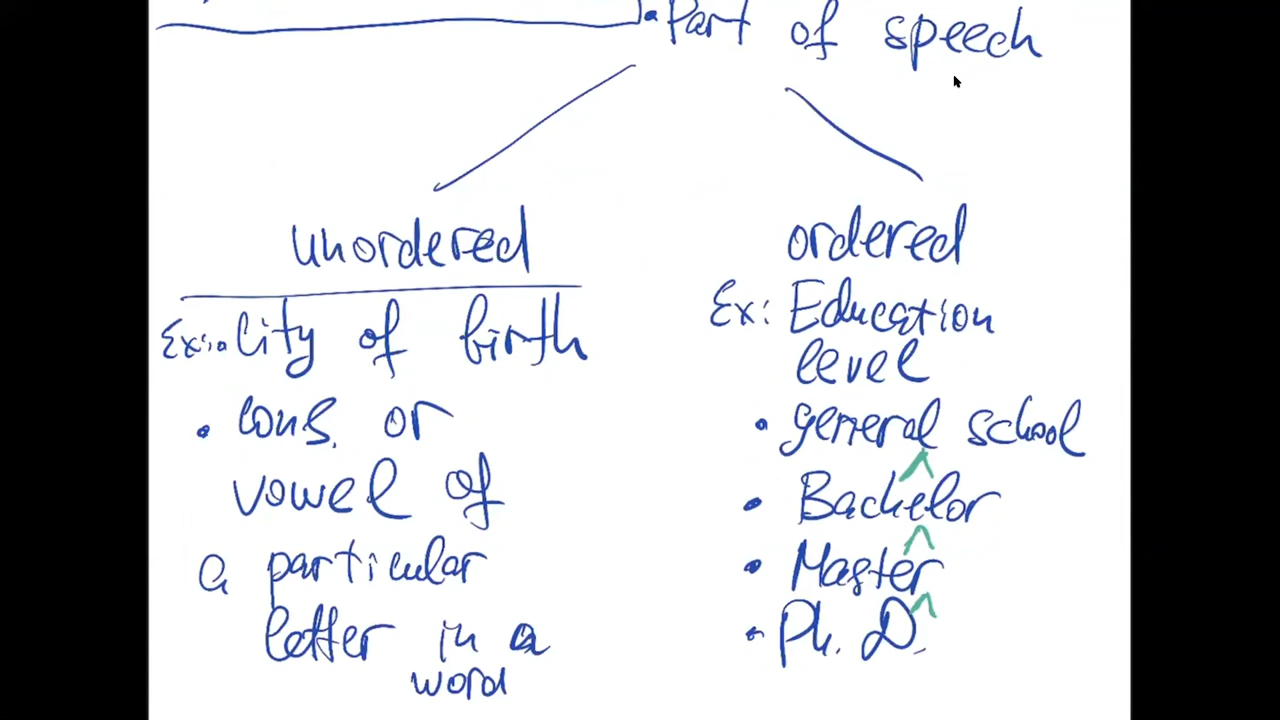 • Part of speech
unordered
Ex: • City of birth
• cons. or
vowel of
a particular
letter in a
word
ordered
Ex: Education
level
• general school
^
• Bachelor
^
• Master
^
• Ph. D.